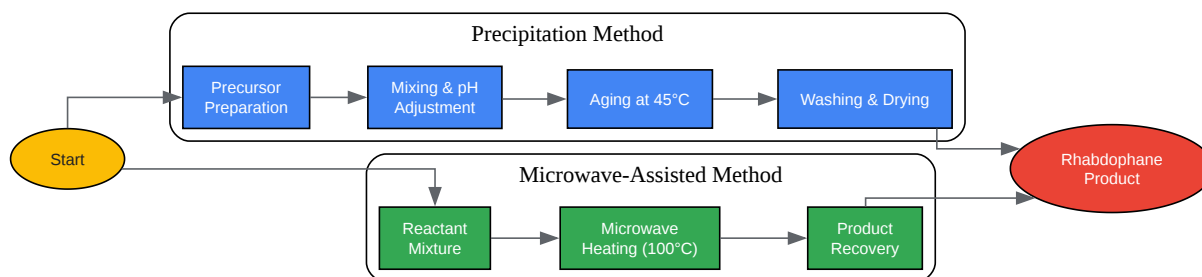 Precipitation Method
Precursor
Preparation
Mixing & pH
Adjustment
Aging at 45°C
Washing & Drying
Start
Rhabdophane
Product
Microwave-Assisted Method
Reactant
Mixture
Microwave
Heating (100°C)
Product
Recovery